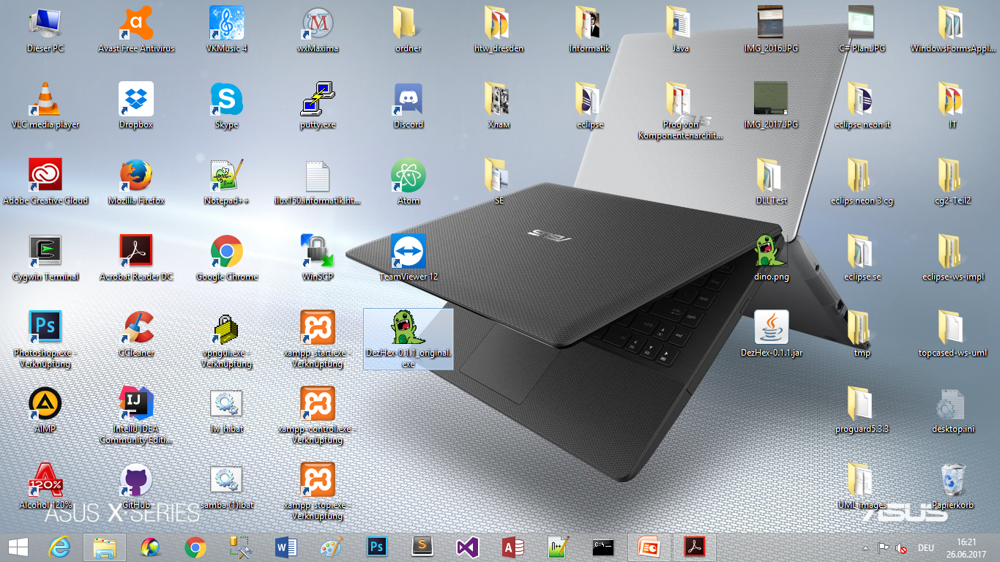 Dieser PC
Avast Free Antivirus
VKMusic 4
wxMaxima
ordner
htw_dresden
Informatik
Java
IMG_2016.JPG
C# Plan.JPG
WindowsFormsAppl...
VLC media player
Dropbox
Skype
putty.exe
Discord
Хлам
eclipse
Prog von
Komponentenarchit...
IMG_2017.JPG
eclipse neon it
IT
Adobe Creative Cloud
Mozilla Firefox
Notepad++
ilux150.informatik.ht...
Atom
SE
DLLTest
eclips neon 3 cg
cg2-Teil2
ASUS
Cygwin Terminal
Acrobat Reader DC
Google Chrome
WinSCP
TeamViewer 12
dino.png
eclipse se
eclipse-ws-impl
Photoshop.exe -
Verknüpfung
CCleaner
vpngui.exe -
Verknüpfung
xampp_start.exe -
Verknüpfung
DezHex-0.1.1_original.
exe
DezHex-0.1.1.jar
tmp
topcased-ws-uml
AIMP
IntelliJ IDEA
Community Editi...
lw_h.bat
xampp-control.exe -
Verknüpfung
proguard5.3.3
desktop.ini
120%
Alcohol 120%
GitHub
samba (1).bat
xampp_stop.exe -
Verknüpfung
UML images
Papierkorb
ASUS X SERIES
ASUS
DEU
16:21
26.06.2017